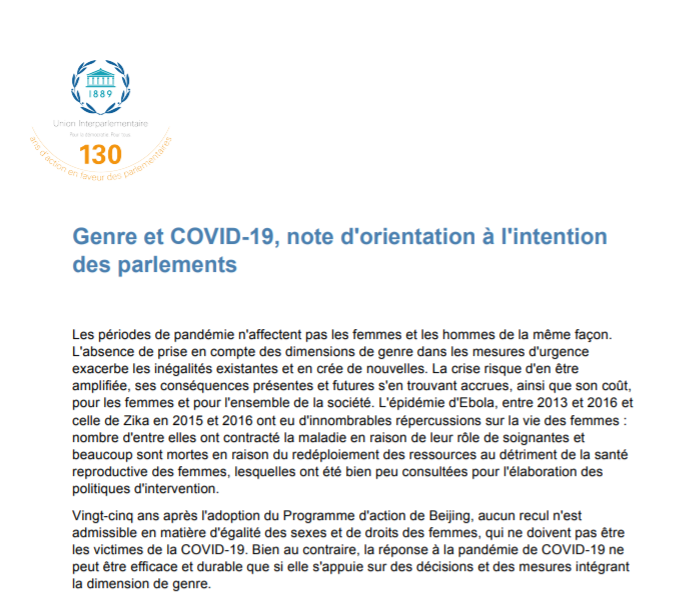 1889
Union Interparlementaire
Pour la démocratie. Pour tous.
130
ans d'action en faveur des parlementaires
Genre et COVID-19, note d'orientation à l'intention
des parlements
Les périodes de pandémie n'affectent pas les femmes et les hommes de la même façon.
L'absence de prise en compte des dimensions de genre dans les mesures d'urgence
exacerbe les inégalités existantes et en crée de nouvelles. La crise risque d'en être
amplifiée, ses conséquences présentes et futures s'en trouvant accrues, ainsi que son coût,
pour les femmes et pour l'ensemble de la société. L'épidémie d'Ebola, entre 2013 et 2016 et
celle de Zika en 2015 et 2016 ont eu d'innombrables répercussions sur la vie des femmes :
nombre d'entre elles ont contracté la maladie en raison de leur rôle de soignantes et
beaucoup sont mortes en raison du redéploiement des ressources au détriment de la santé
reproductive des femmes, lesquelles ont été bien peu consultées pour l'élaboration des
politiques d'intervention.
Vingt-cinq ans après l'adoption du Programme d'action de Beijing, aucun recul n'est
admissible en matière d'égalité des sexes et de droits des femmes, qui ne doivent pas être
les victimes de la COVID-19. Bien au contraire, la réponse à la pandémie de COVID-19 ne
peut être efficace et durable que si elle s'appuie sur des décisions et des mesures intégrant
la dimension de genre.